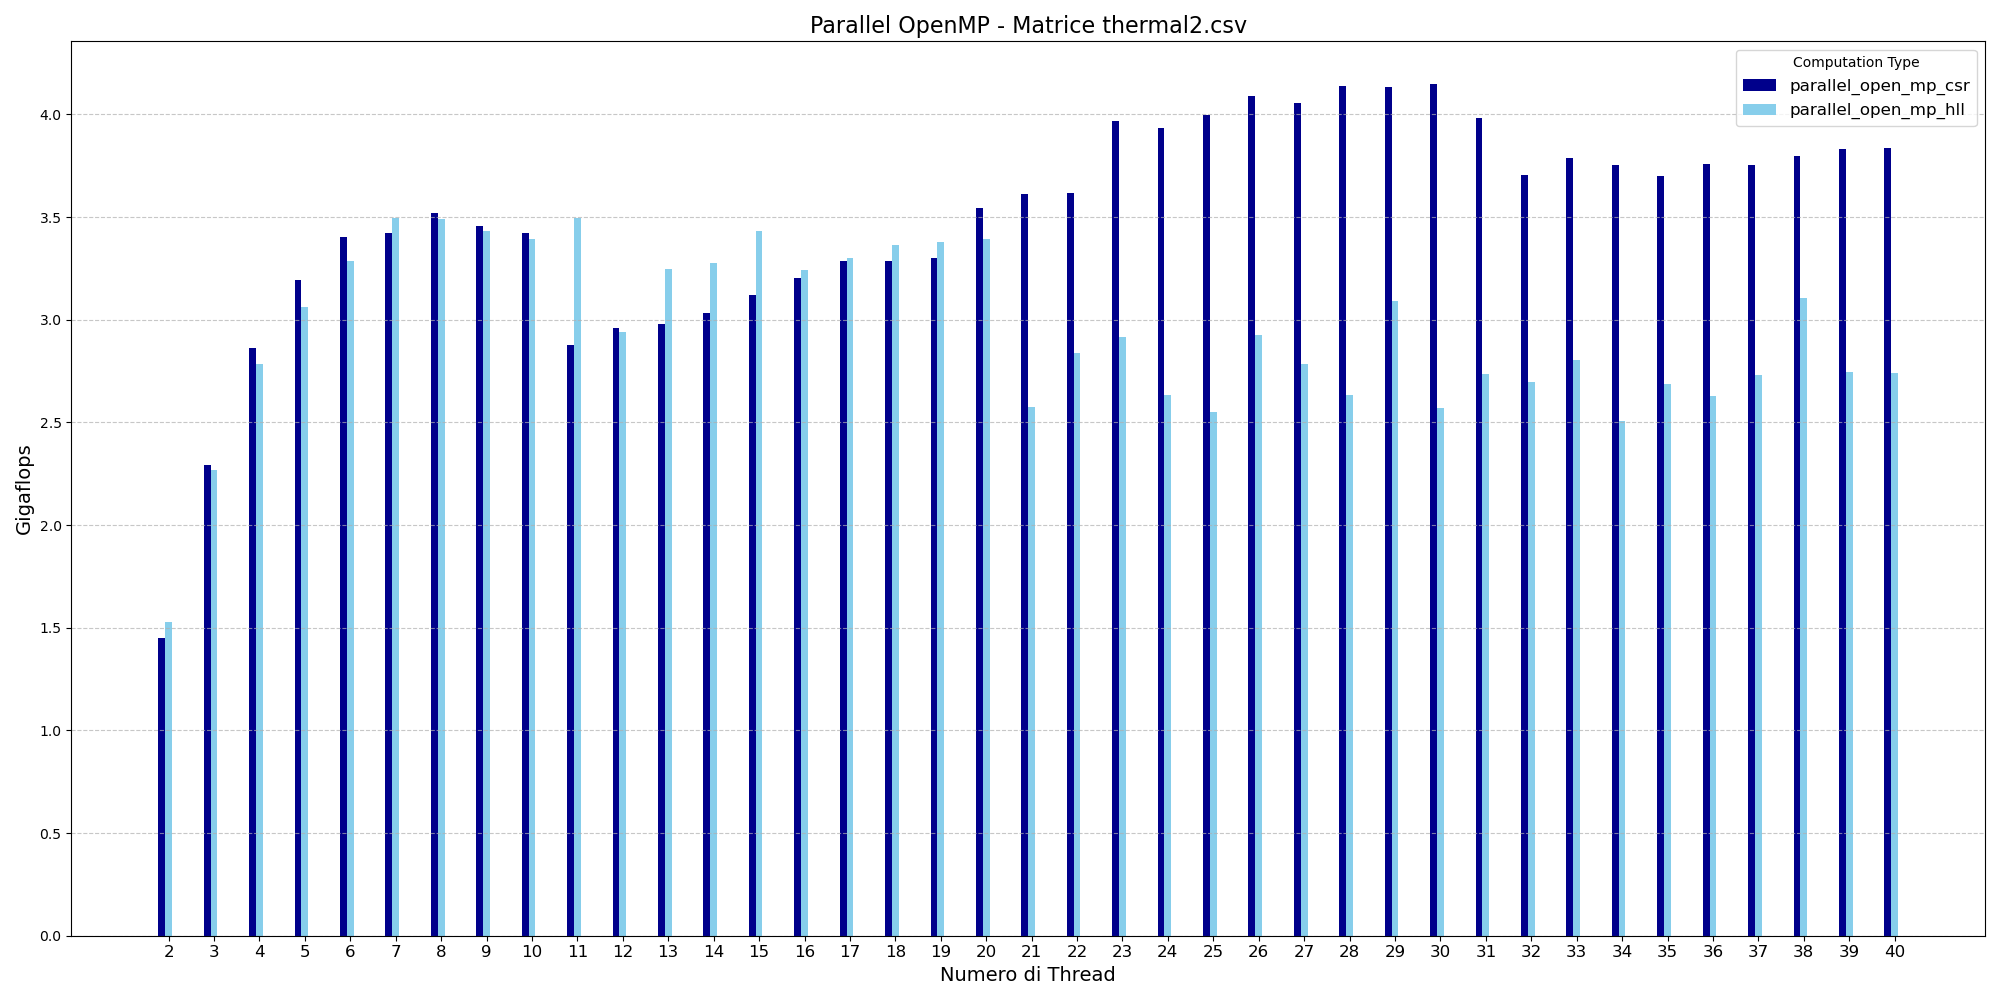 Parallel OpenMP - Matrice thermal2.csv
Computation Type
parallel_open_mp_csr
parallel_open_mp_hll
Gigaflops
4.0
3.5
3.0
2.5
2.0
1.5
1.0
0.5
0.0
2 3 4 5 6 7 8 9 10 11 12 13 14 15 16 17 18 19 20 21 22 23 24 25 26 27 28 29 30 31 32 33 34 35 36 37 38 39 40
Numero di Thread